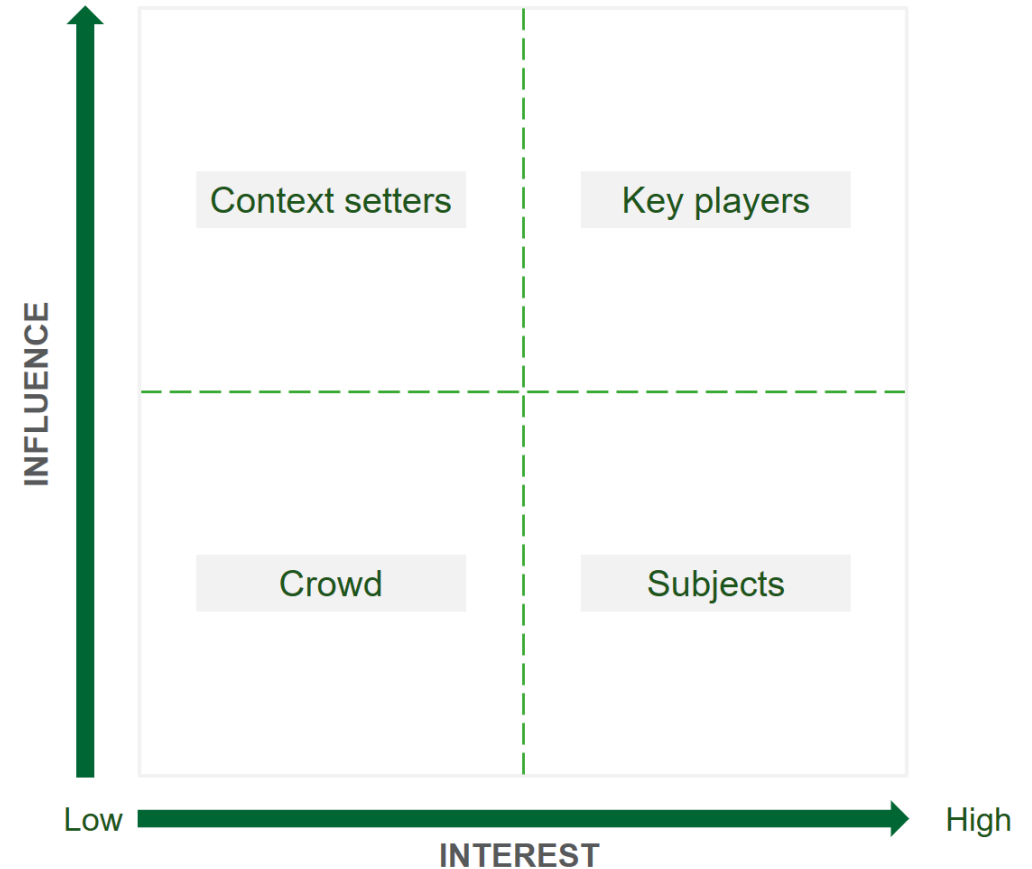 Context setters
Key players
INFLUENCE
Crowd
Subjects
Low
High
INTEREST